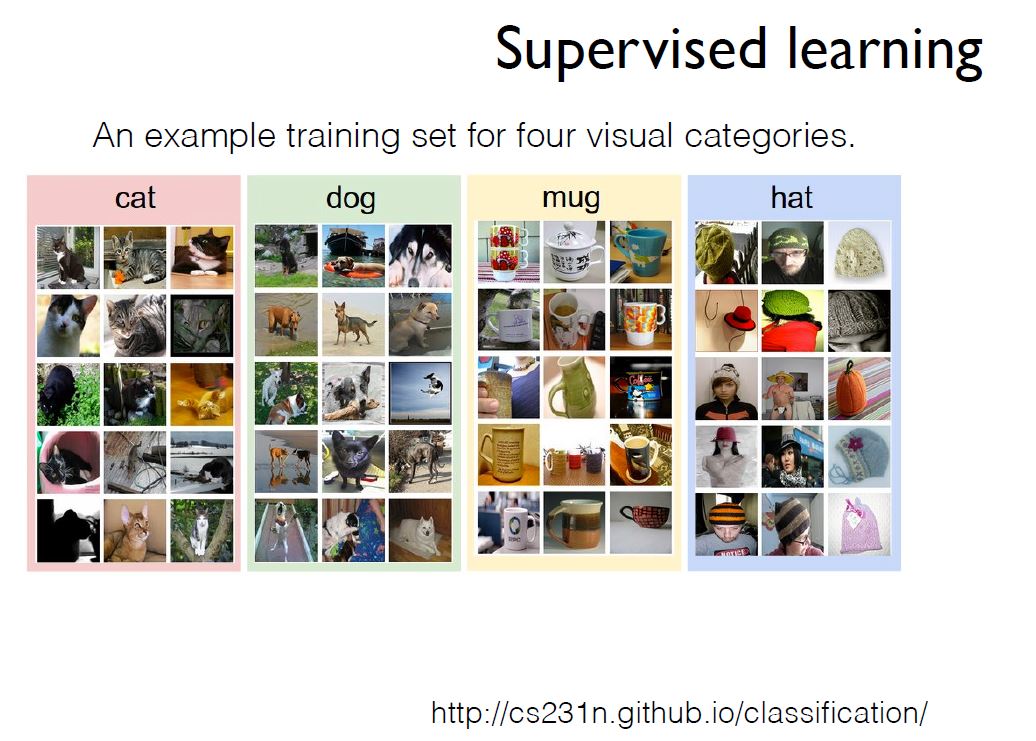 Supervised learning
An example training set for four visual categories.
cat
dog
mug
hat
NOTICE
http://cs231n.github.io/classification/